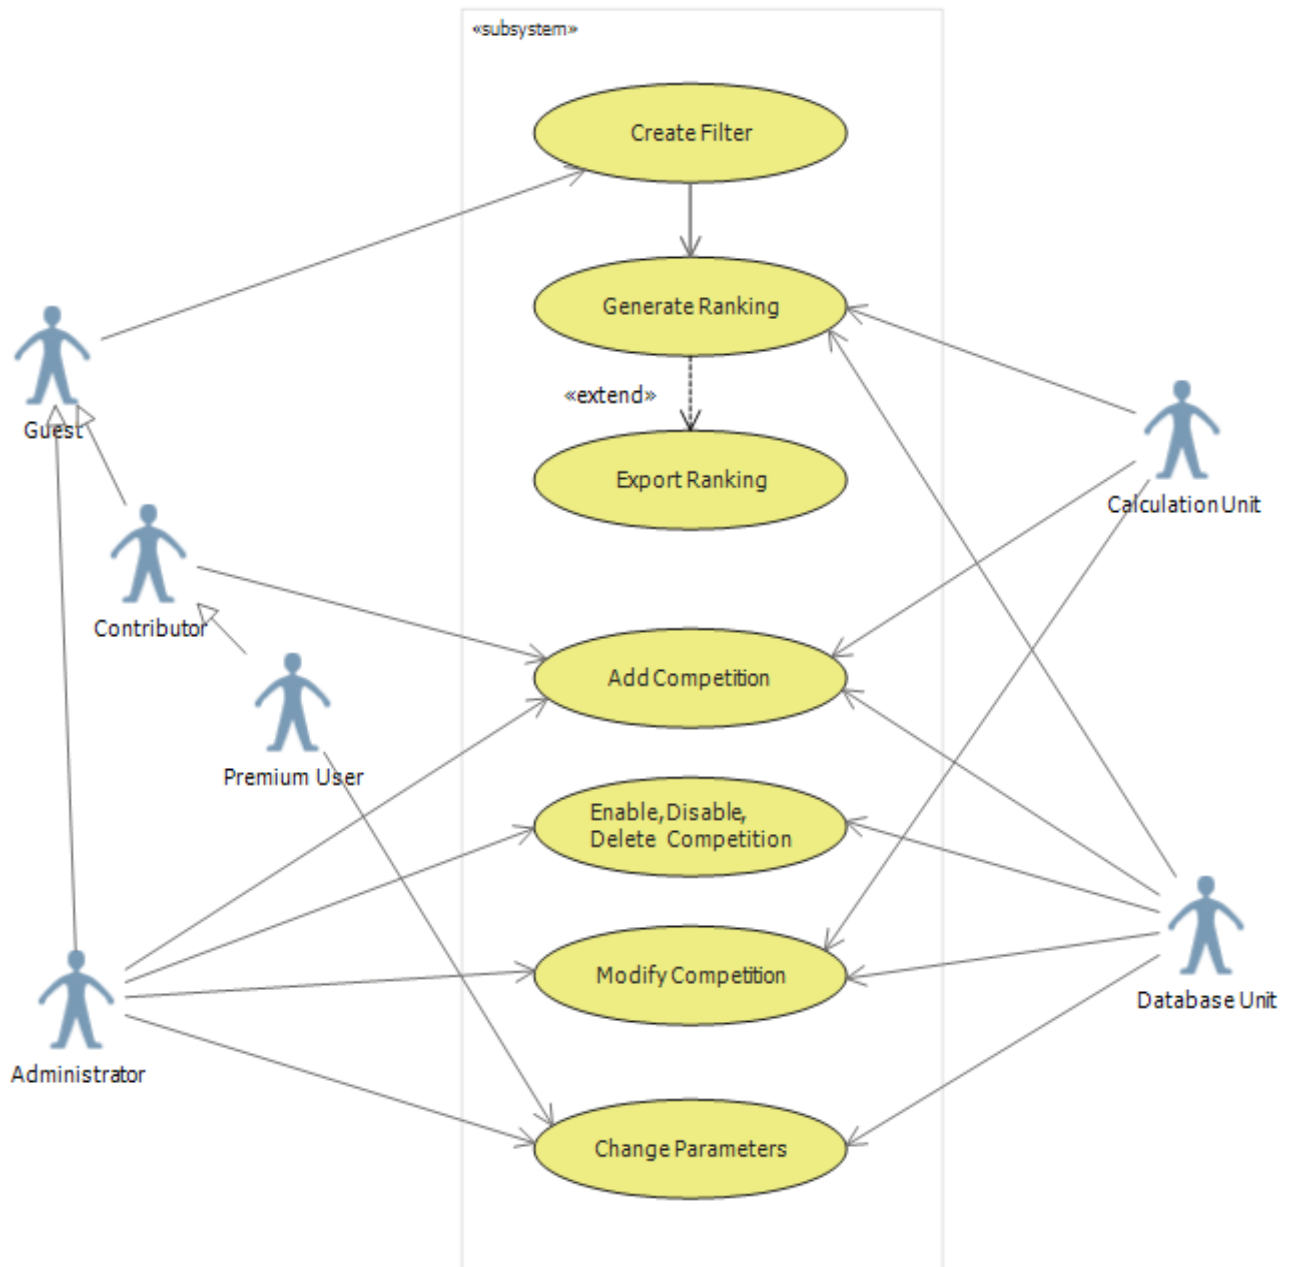 «subsystem»
Create Filter
Generate Ranking
«extend»
Export Ranking
Guest
Calculation Unit
Contributor
Add Competition
Premium User
Enable, Disable,
Delete Competition
Modify Competition
Database Unit
Administrator
Change Parameters